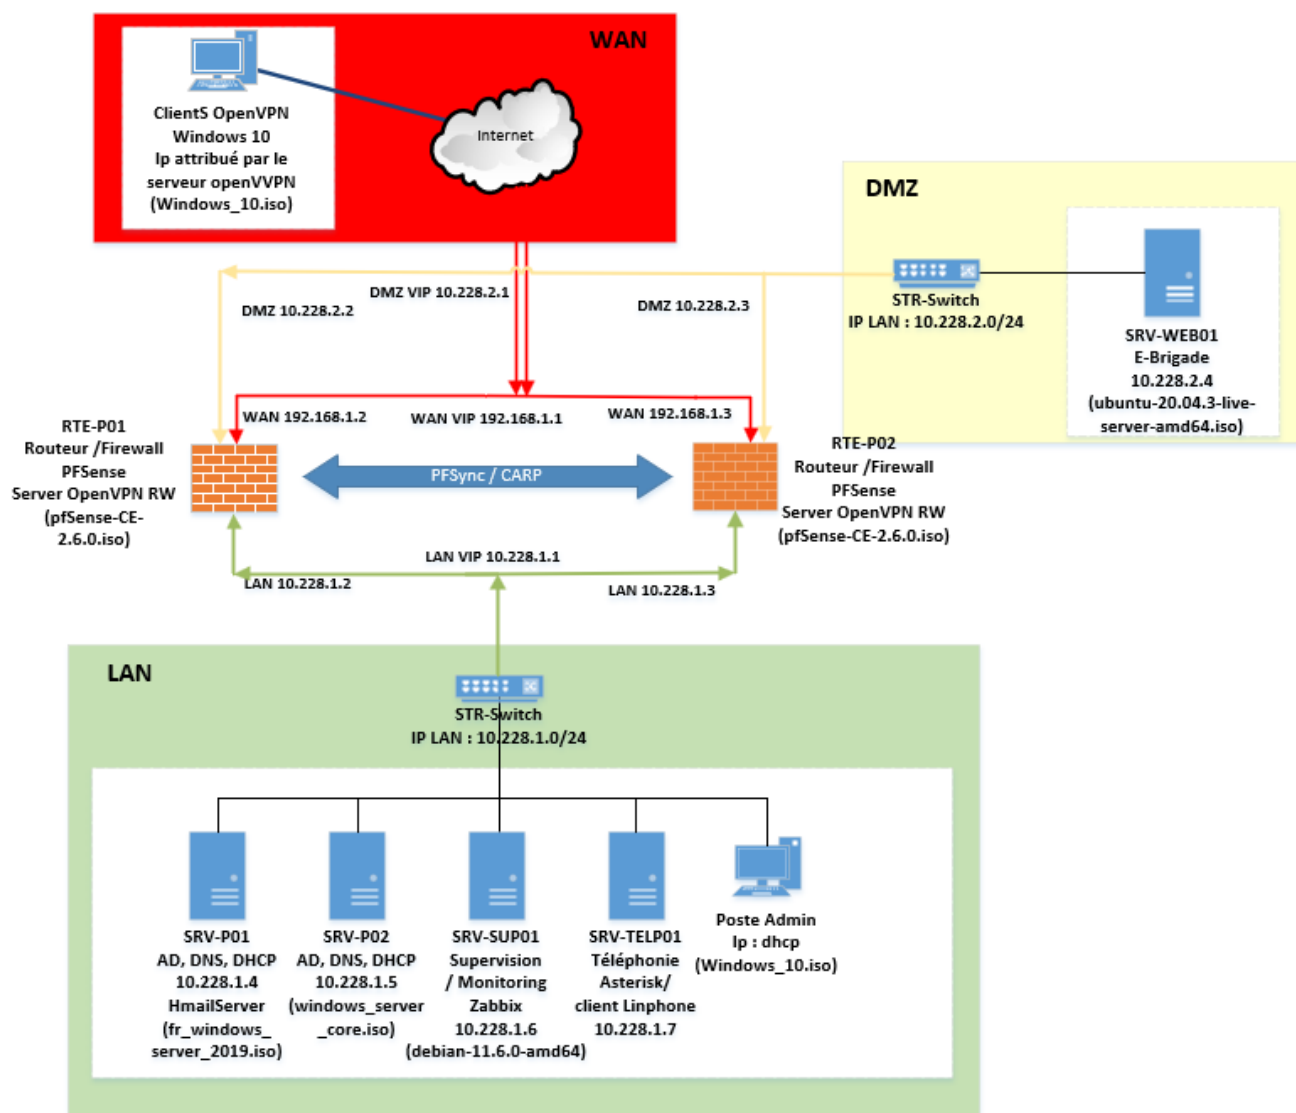 WAN
ClientS OpenVPN
Windows 10
Ip attribué par le
serveur openVVPN
(Windows_10.iso)
Internet
DMZ
STR-Switch
IP LAN : 10.228.2.0/24
SRV-WEB01
E-Brigade
10.228.2.4
(ubuntu-20.04.3-live-
server-amd64.iso)
DMZ VIP 10.228.2.1
DMZ 10.228.2.2
DMZ 10.228.2.3
WAN 192.168.1.2
WAN VIP 192.168.1.1
WAN 192.168.1.3
RTE-P01
Routeur /Firewall
PFSense
Server OpenVPN RW
(pfSense-CE-
2.6.0.iso)
PFSync / CARP
RTE-P02
Routeur /Firewall
PFSense
Server OpenVPN RW
(pfSense-CE-2.6.0.iso)
LAN VIP 10.228.1.1
LAN 10.228.1.2
LAN 10.228.1.3
LAN
STR-Switch
IP LAN : 10.228.1.0/24
SRV-P01
AD, DNS, DHCP
10.228.1.4
HmailServer
(fr_windows_
server_2019.iso)
SRV-P02
AD, DNS, DHCP
10.228.1.5
(windows_server
_core.iso)
SRV-SUP01
Supervision
/ Monitoring
Zabbix
10.228.1.6
(debian-11.6.0-amd64)
SRV-TELP01
Téléphonie
Asterisk/
client Linphone
10.228.1.7
Poste Admin
Ip : dhcp
(Windows_10.iso)